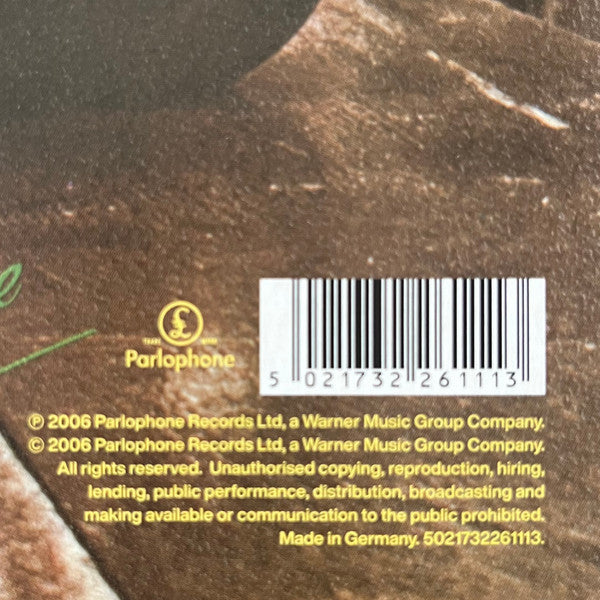 e
£
TRADE MARK
Parlophone
5 021732 261113
℗ 2006 Parlophone Records Ltd, a Warner Music Group Company.
© 2006 Parlophone Records Ltd, a Warner Music Group Company.
All rights reserved. Unauthorised copying, reproduction, hiring,
lending, public performance, distribution, broadcasting and
making available or communication to the public prohibited.
Made in Germany. 5021732261113.